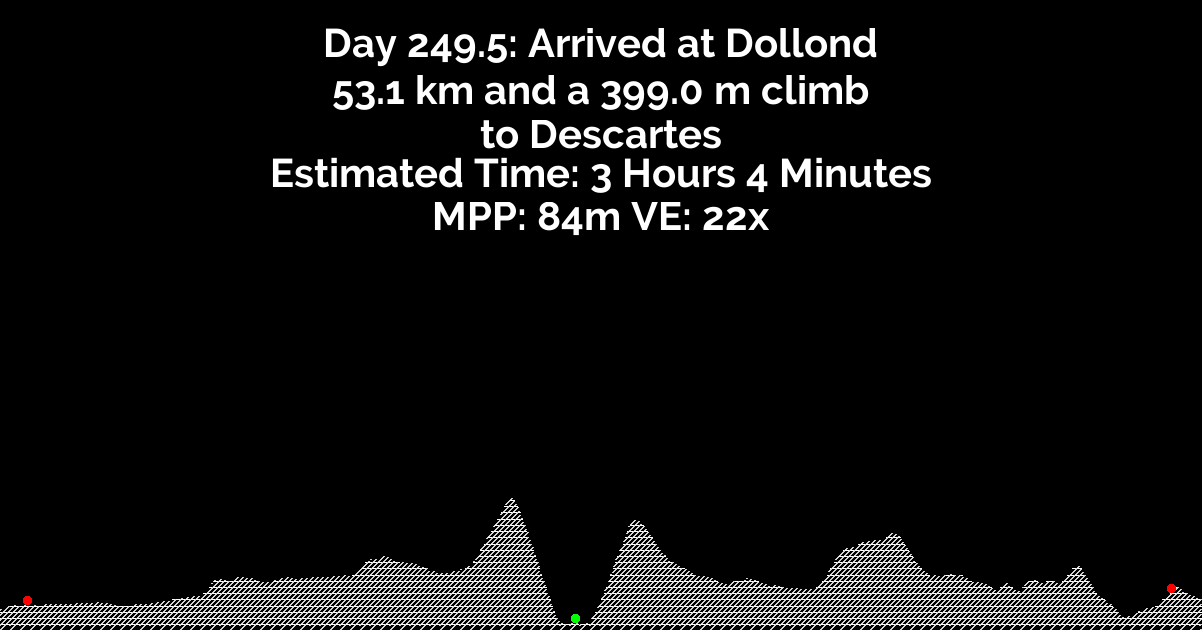 Day 249.5: Arrived at Dollond
53.1 km and a 399.0 m climb
to Descartes
Estimated Time: 3 Hours 4 Minutes
MPP: 84m VE: 22x